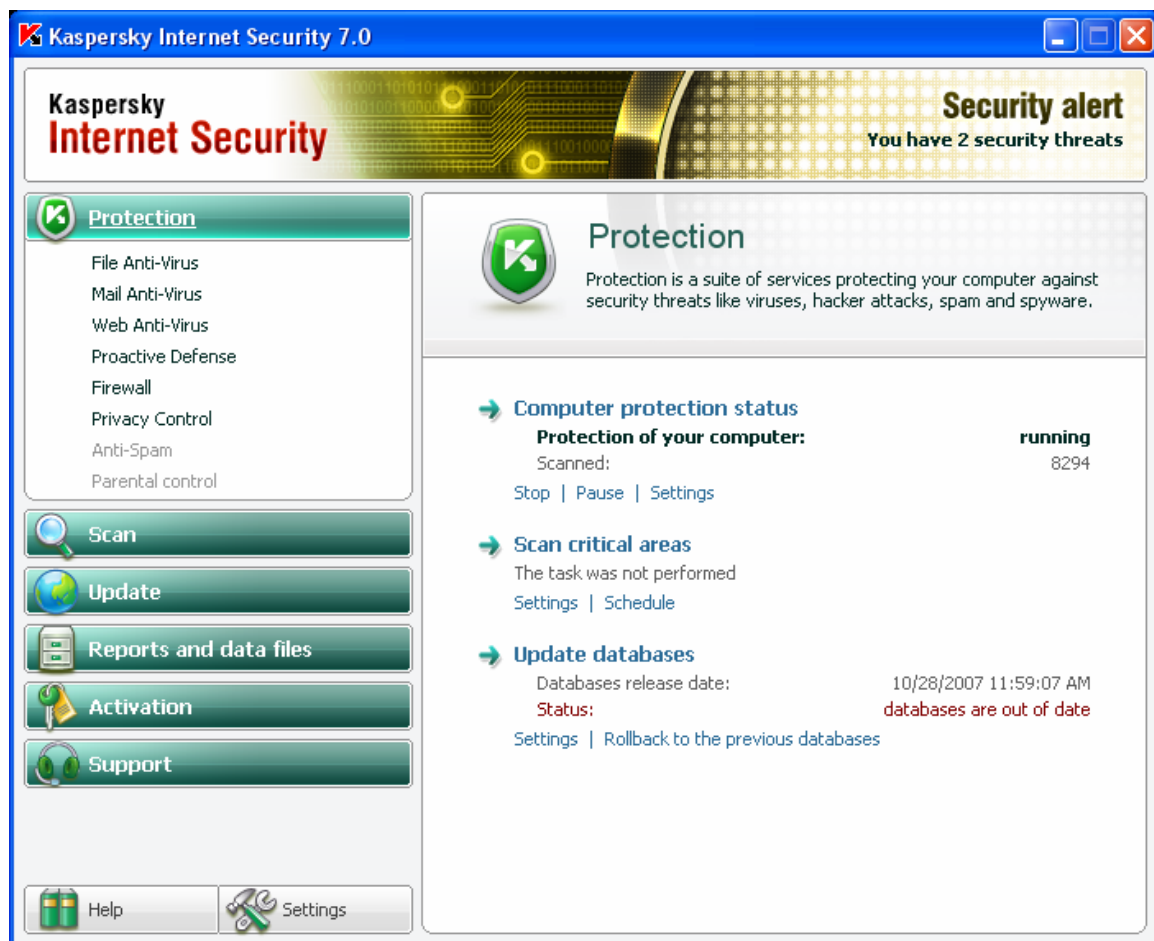 Kaspersky Internet Security 7.0
Kaspersky
Internet Security
Security alert
You have 2 security threats
Protection
File Anti-Virus
Mail Anti-Virus
Web Anti-Virus
Proactive Defense
Firewall
Privacy Control
Anti-Spam
Parental control
Scan
Update
Reports and data files
Activation
Support
Help
Settings
Protection
Protection is a suite of services protecting your computer against
security threats like viruses, hacker attacks, spam and spyware.
Computer protection status
Protection of your computer: running
Scanned: 8294
Stop | Pause | Settings
Scan critical areas
The task was not performed
Settings | Schedule
Update databases
Databases release date: 10/28/2007 11:59:07 AM
Status: databases are out of date
Settings | Rollback to the previous databases